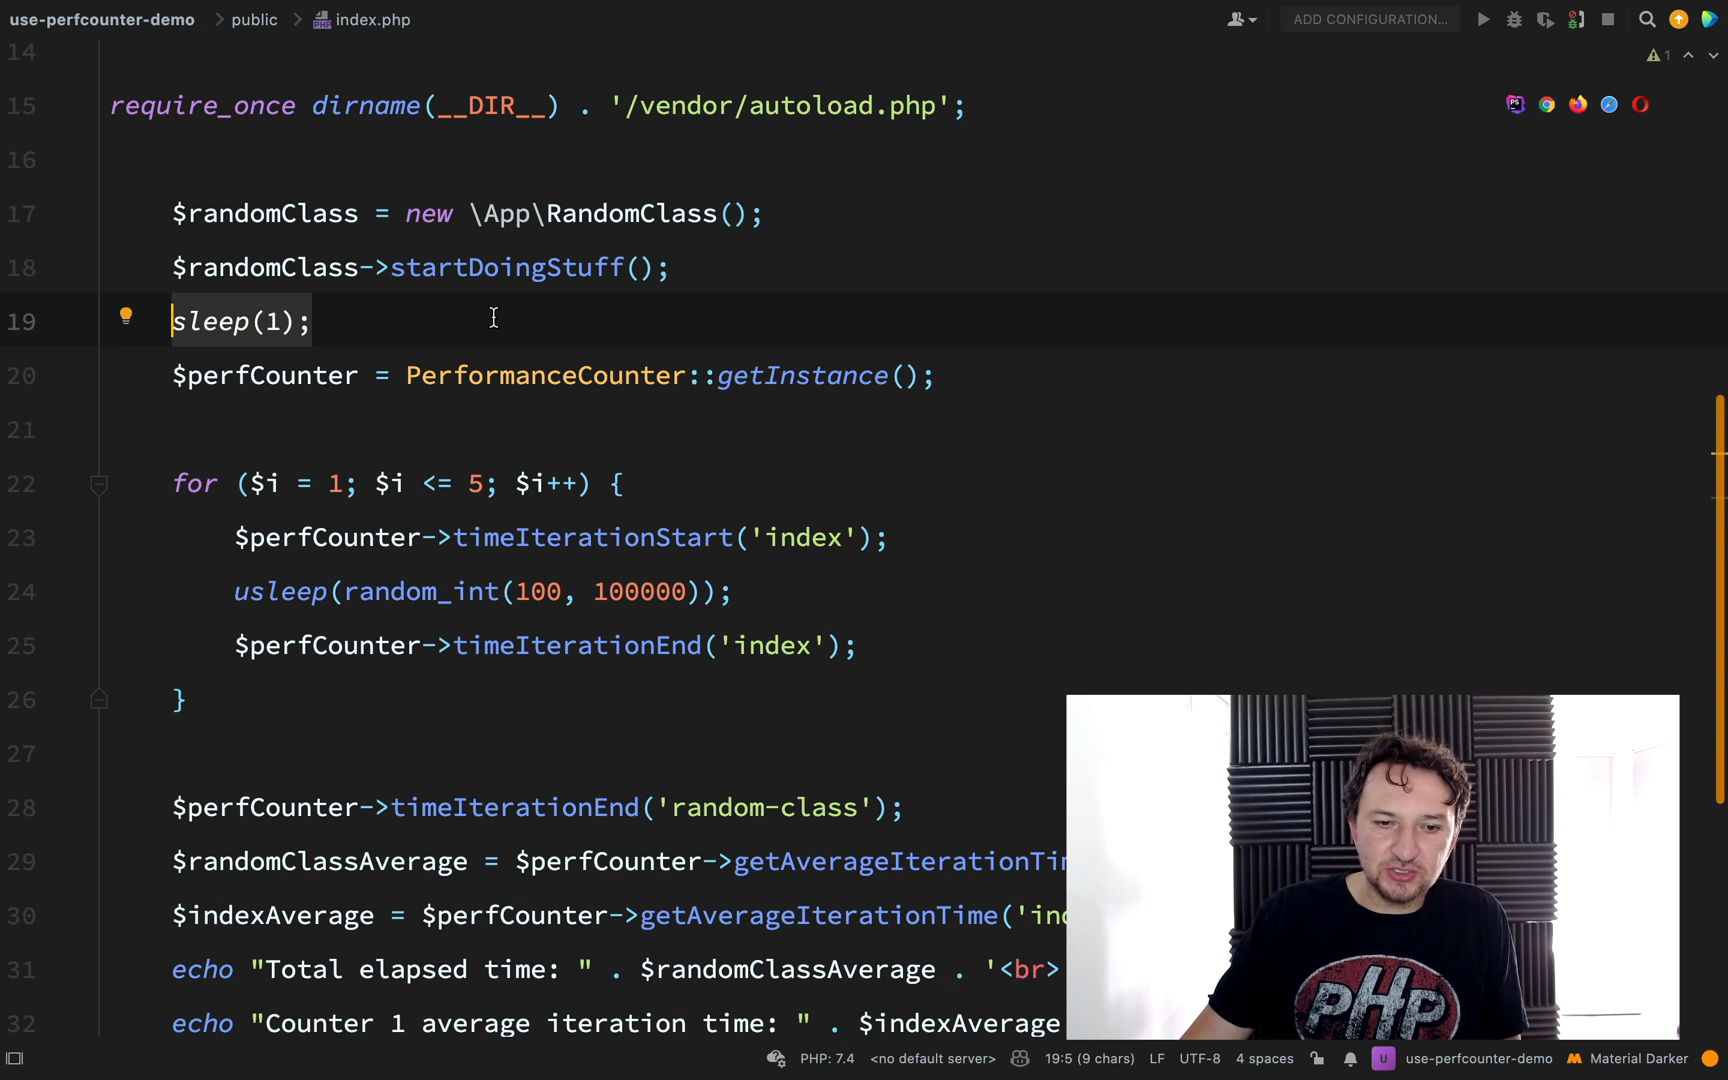 use-perfcounter-demo public index.php ADD CONFIGURATION...
14
1
15 require_once dirname(__DIR__) . '/vendor/autoload.php';
16
17 $randomClass = new \App\RandomClass();
18 $randomClass->startDoingStuff();
19 sleep(1);
20 $perfCounter = PerformanceCounter::getInstance();
21
22 for ($i = 1; $i <= 5; $i++) {
23 $perfCounter->timeIterationStart('index');
24 usleep(random_int(100, 100000));
25 $perfCounter->timeIterationEnd('index');
26 }
27
28 $perfCounter->timeIterationEnd('random-class');
29 $randomClassAverage = $perfCounter->getAverageIterationTi
30 $indexAverage = $perfCounter->getAverageIterationTime('in
31 echo "Total elapsed time: " . $randomClassAverage . '<br>
32 echo "Counter 1 average iteration time: " . $indexAverage
PHP
PHP: 7.4 <no default server> 19:5 (9 chars) LF UTF-8 4 spaces U use-perfcounter-demo Material Darker